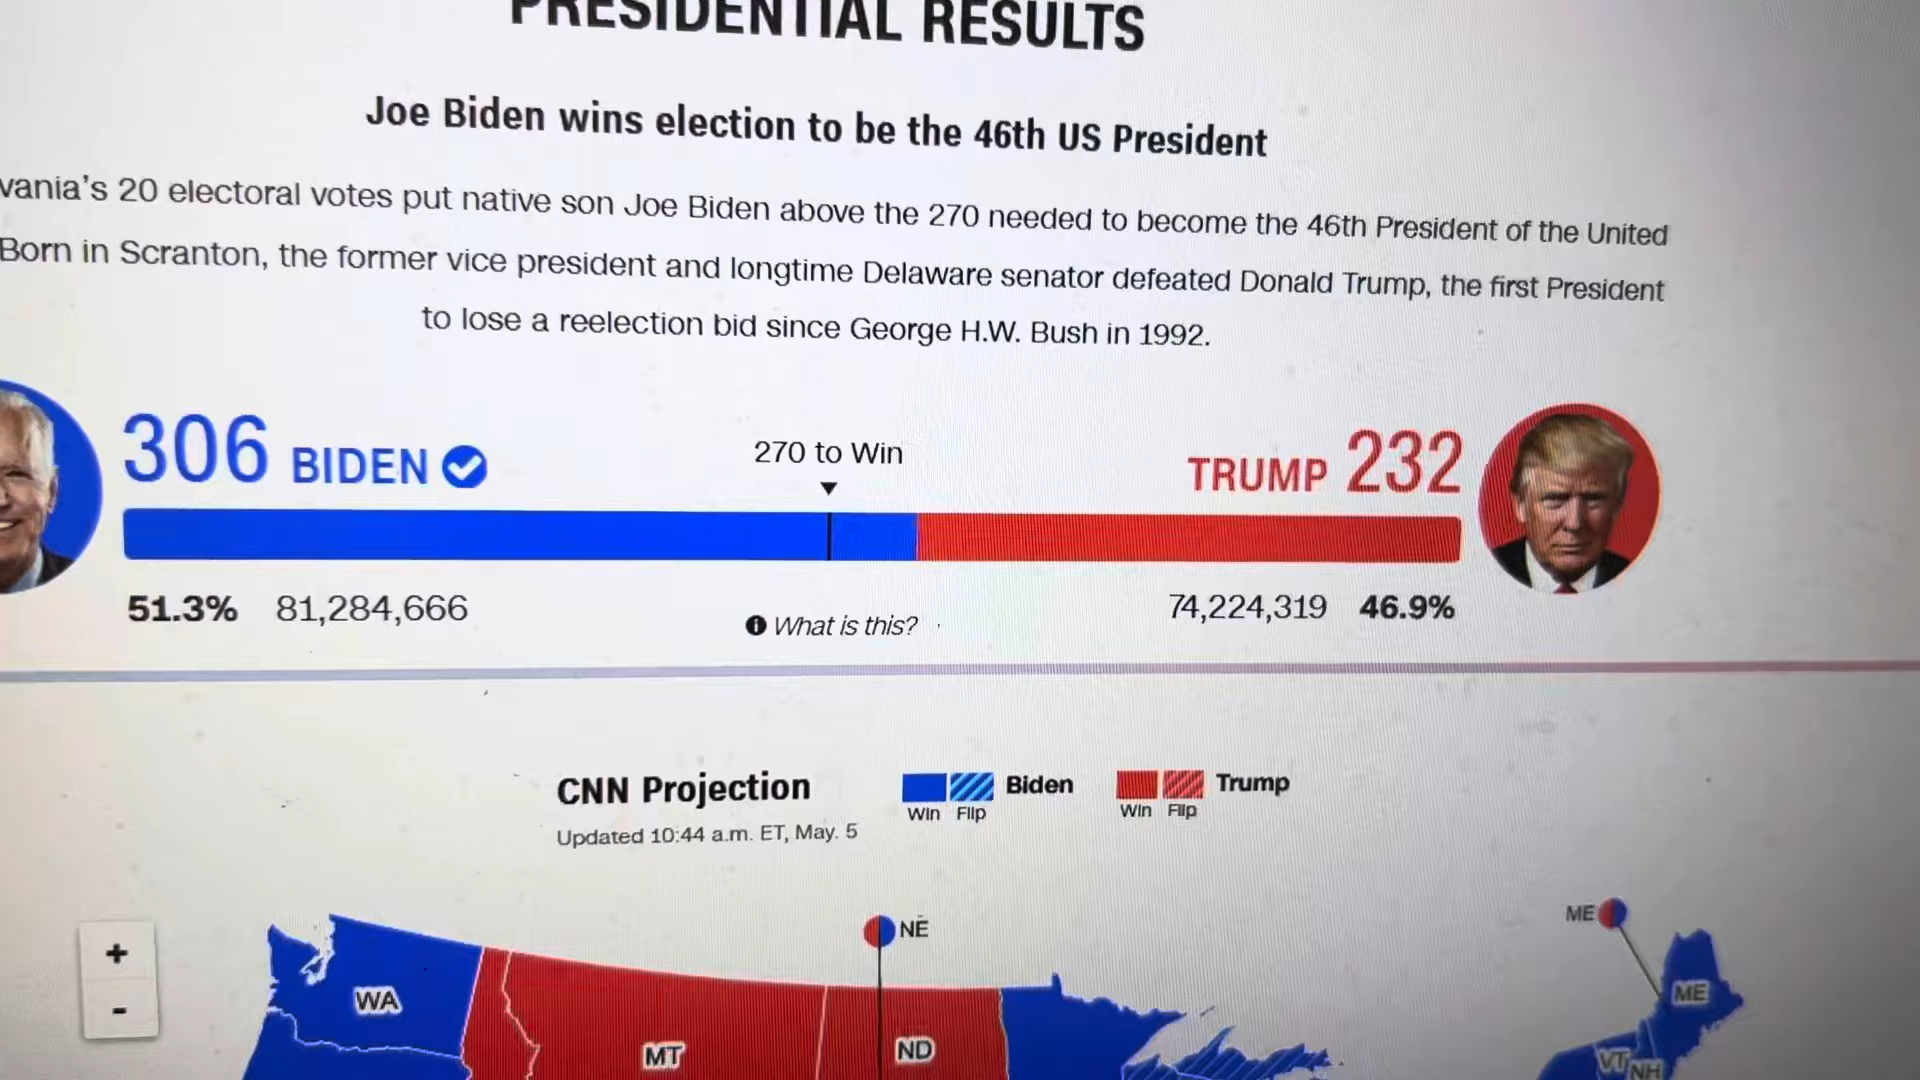 PRESIDENTIAL RESULTS
Joe Biden wins election to be the 46th US President
vania's 20 electoral votes put native son Joe Biden above the 270 needed to become the 46th President of the United
Born in Scranton, the former vice president and longtime Delaware senator defeated Donald Trump, the first President
to lose a reelection bid since George H.W. Bush in 1992.
306 BIDEN
270 to Win
TRUMP 232
51.3% 81,284,666
What is this?
74,224,319 46.9%
CNN Projection
Updated 10:44 a.m. ET, May. 5
Win Flip Biden
Win Flip Trump
+
-
NE
ME
WA
MT
ND
ME
VT
NH